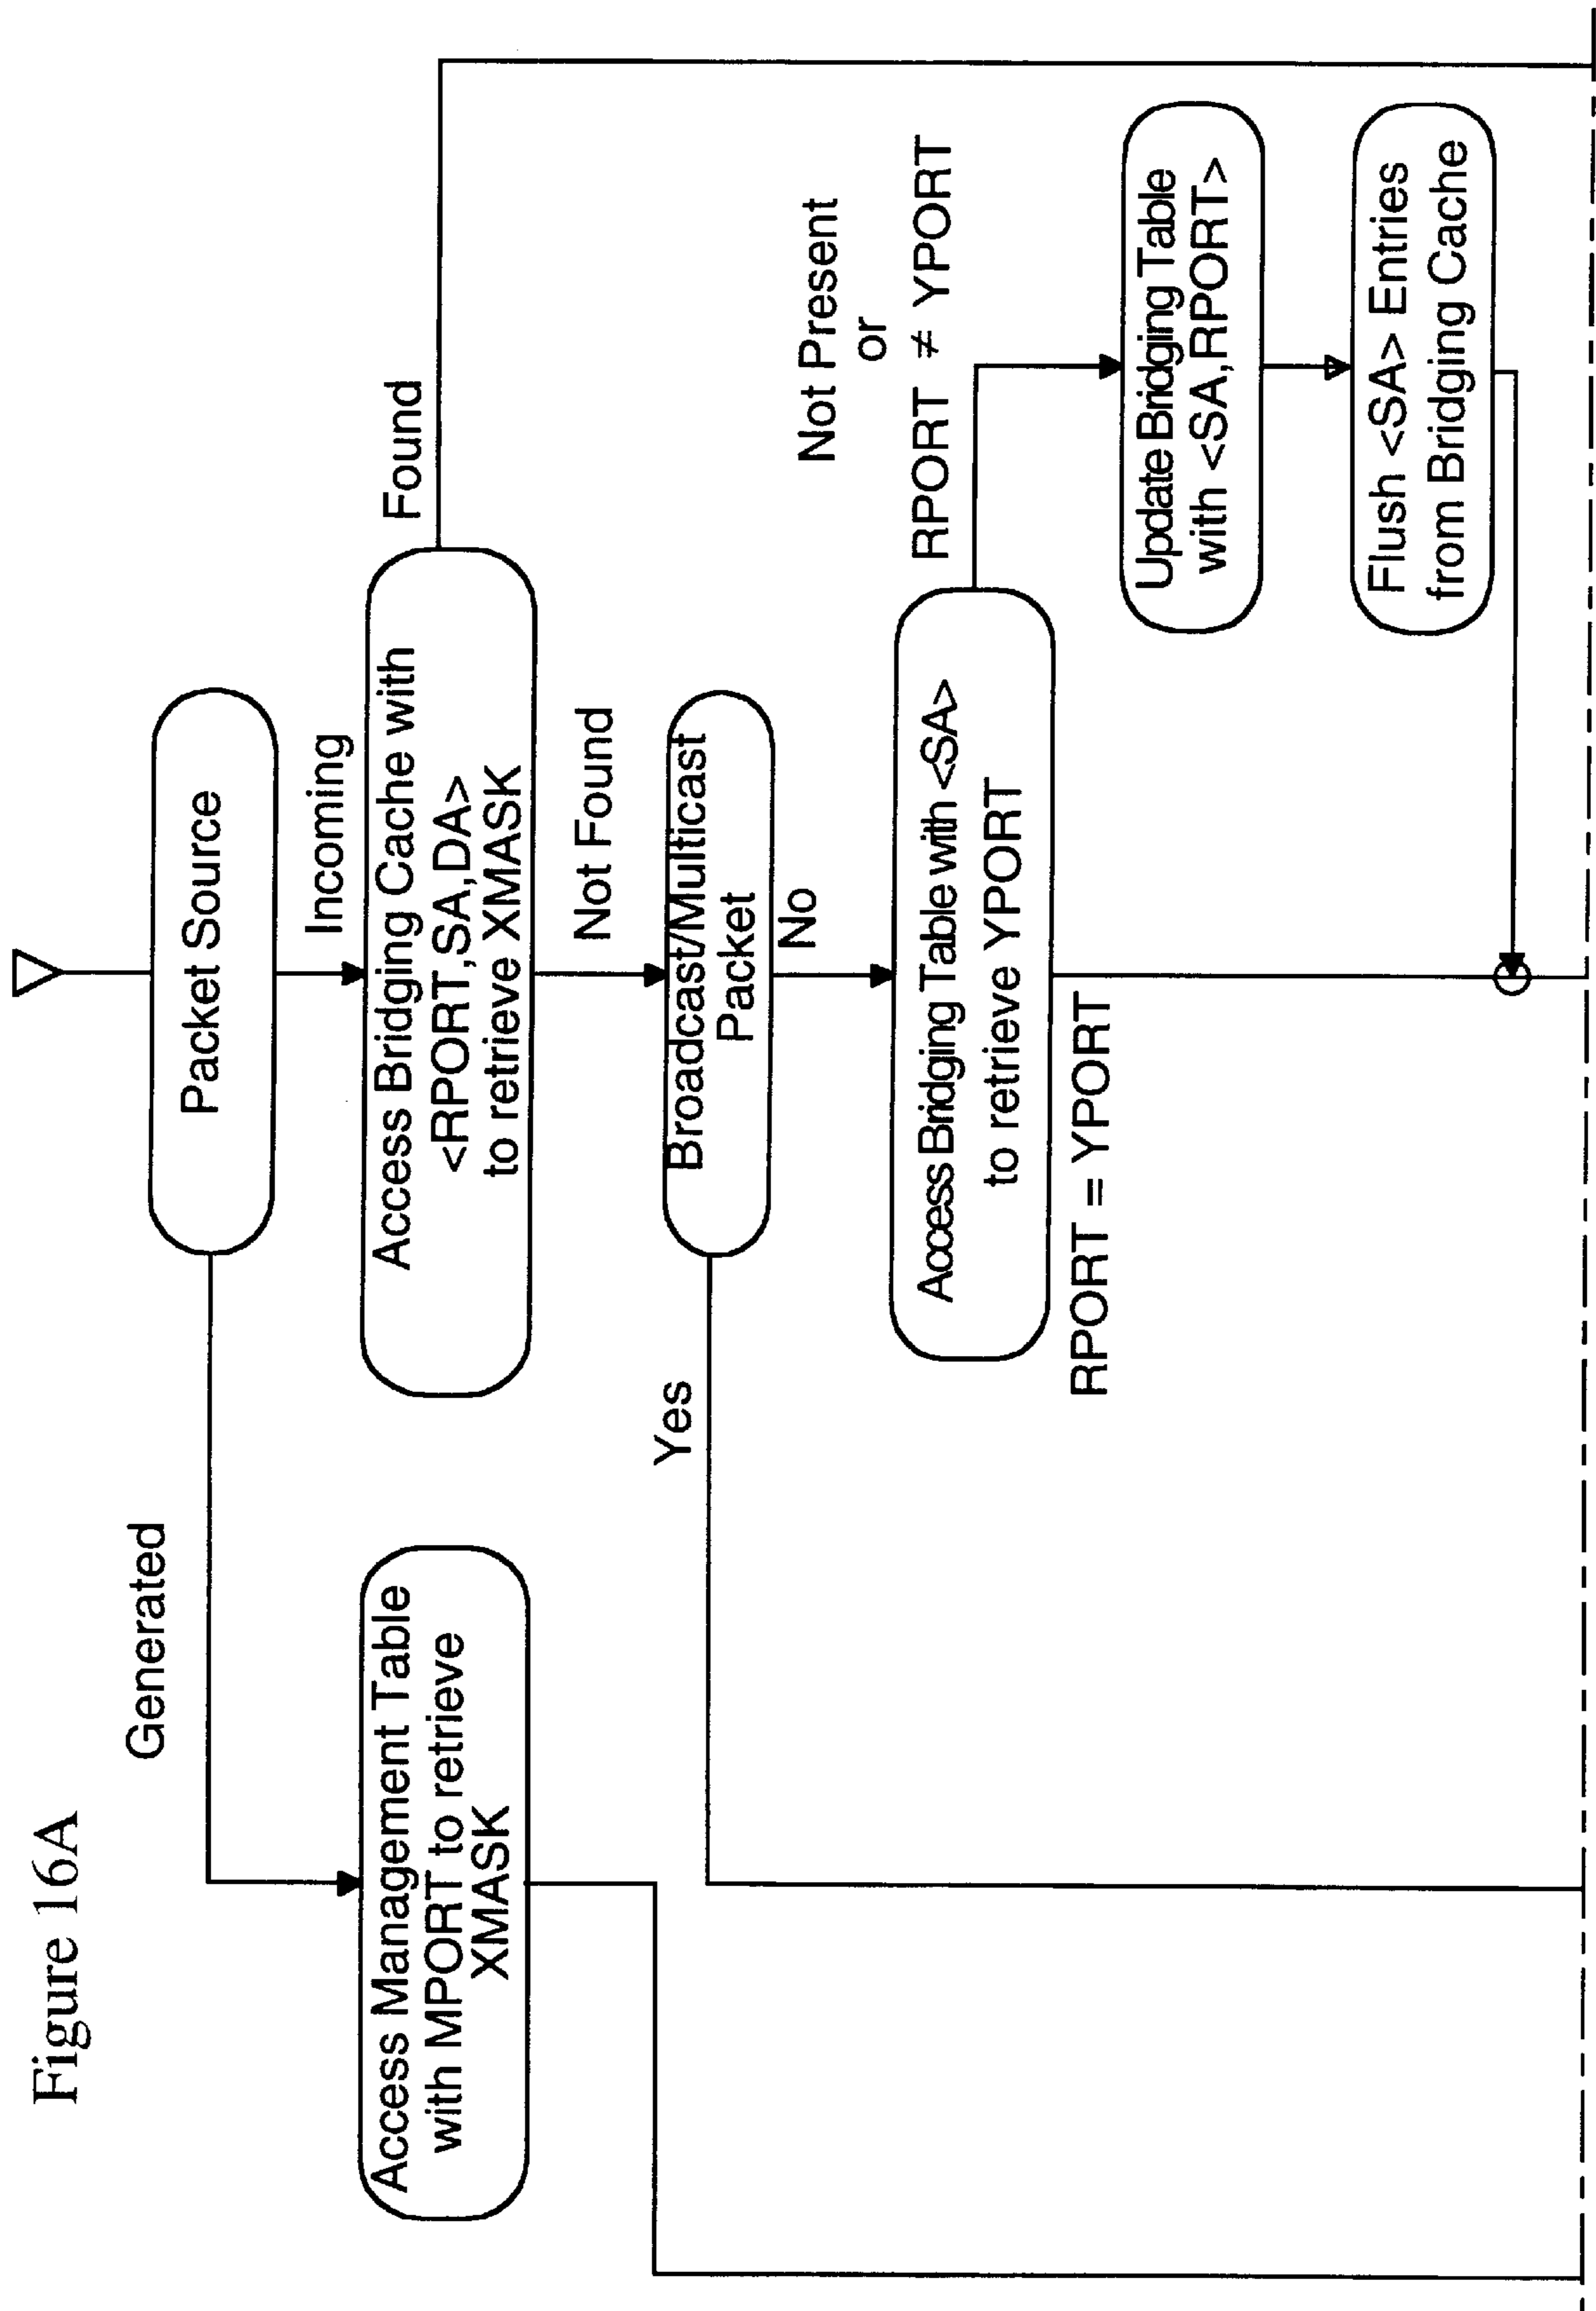 Figure 16A
Packet Source
Generated
Incoming
Access Management Table
with MPORT to retrieve
XMASK
Access Bridging Cache with
<RPORT,SA,DA>
to retrieve XMASK
Found
Not Found
Broadcast/Multicast
Packet
Yes
No
Access Bridging Table with <SA>
to retrieve YPORT
Not Present
or
RPORT ≠ YPORT
RPORT = YPORT
Update Bridging Table
with <SA,RPORT>
Flush <SA> Entries
from Bridging Cache